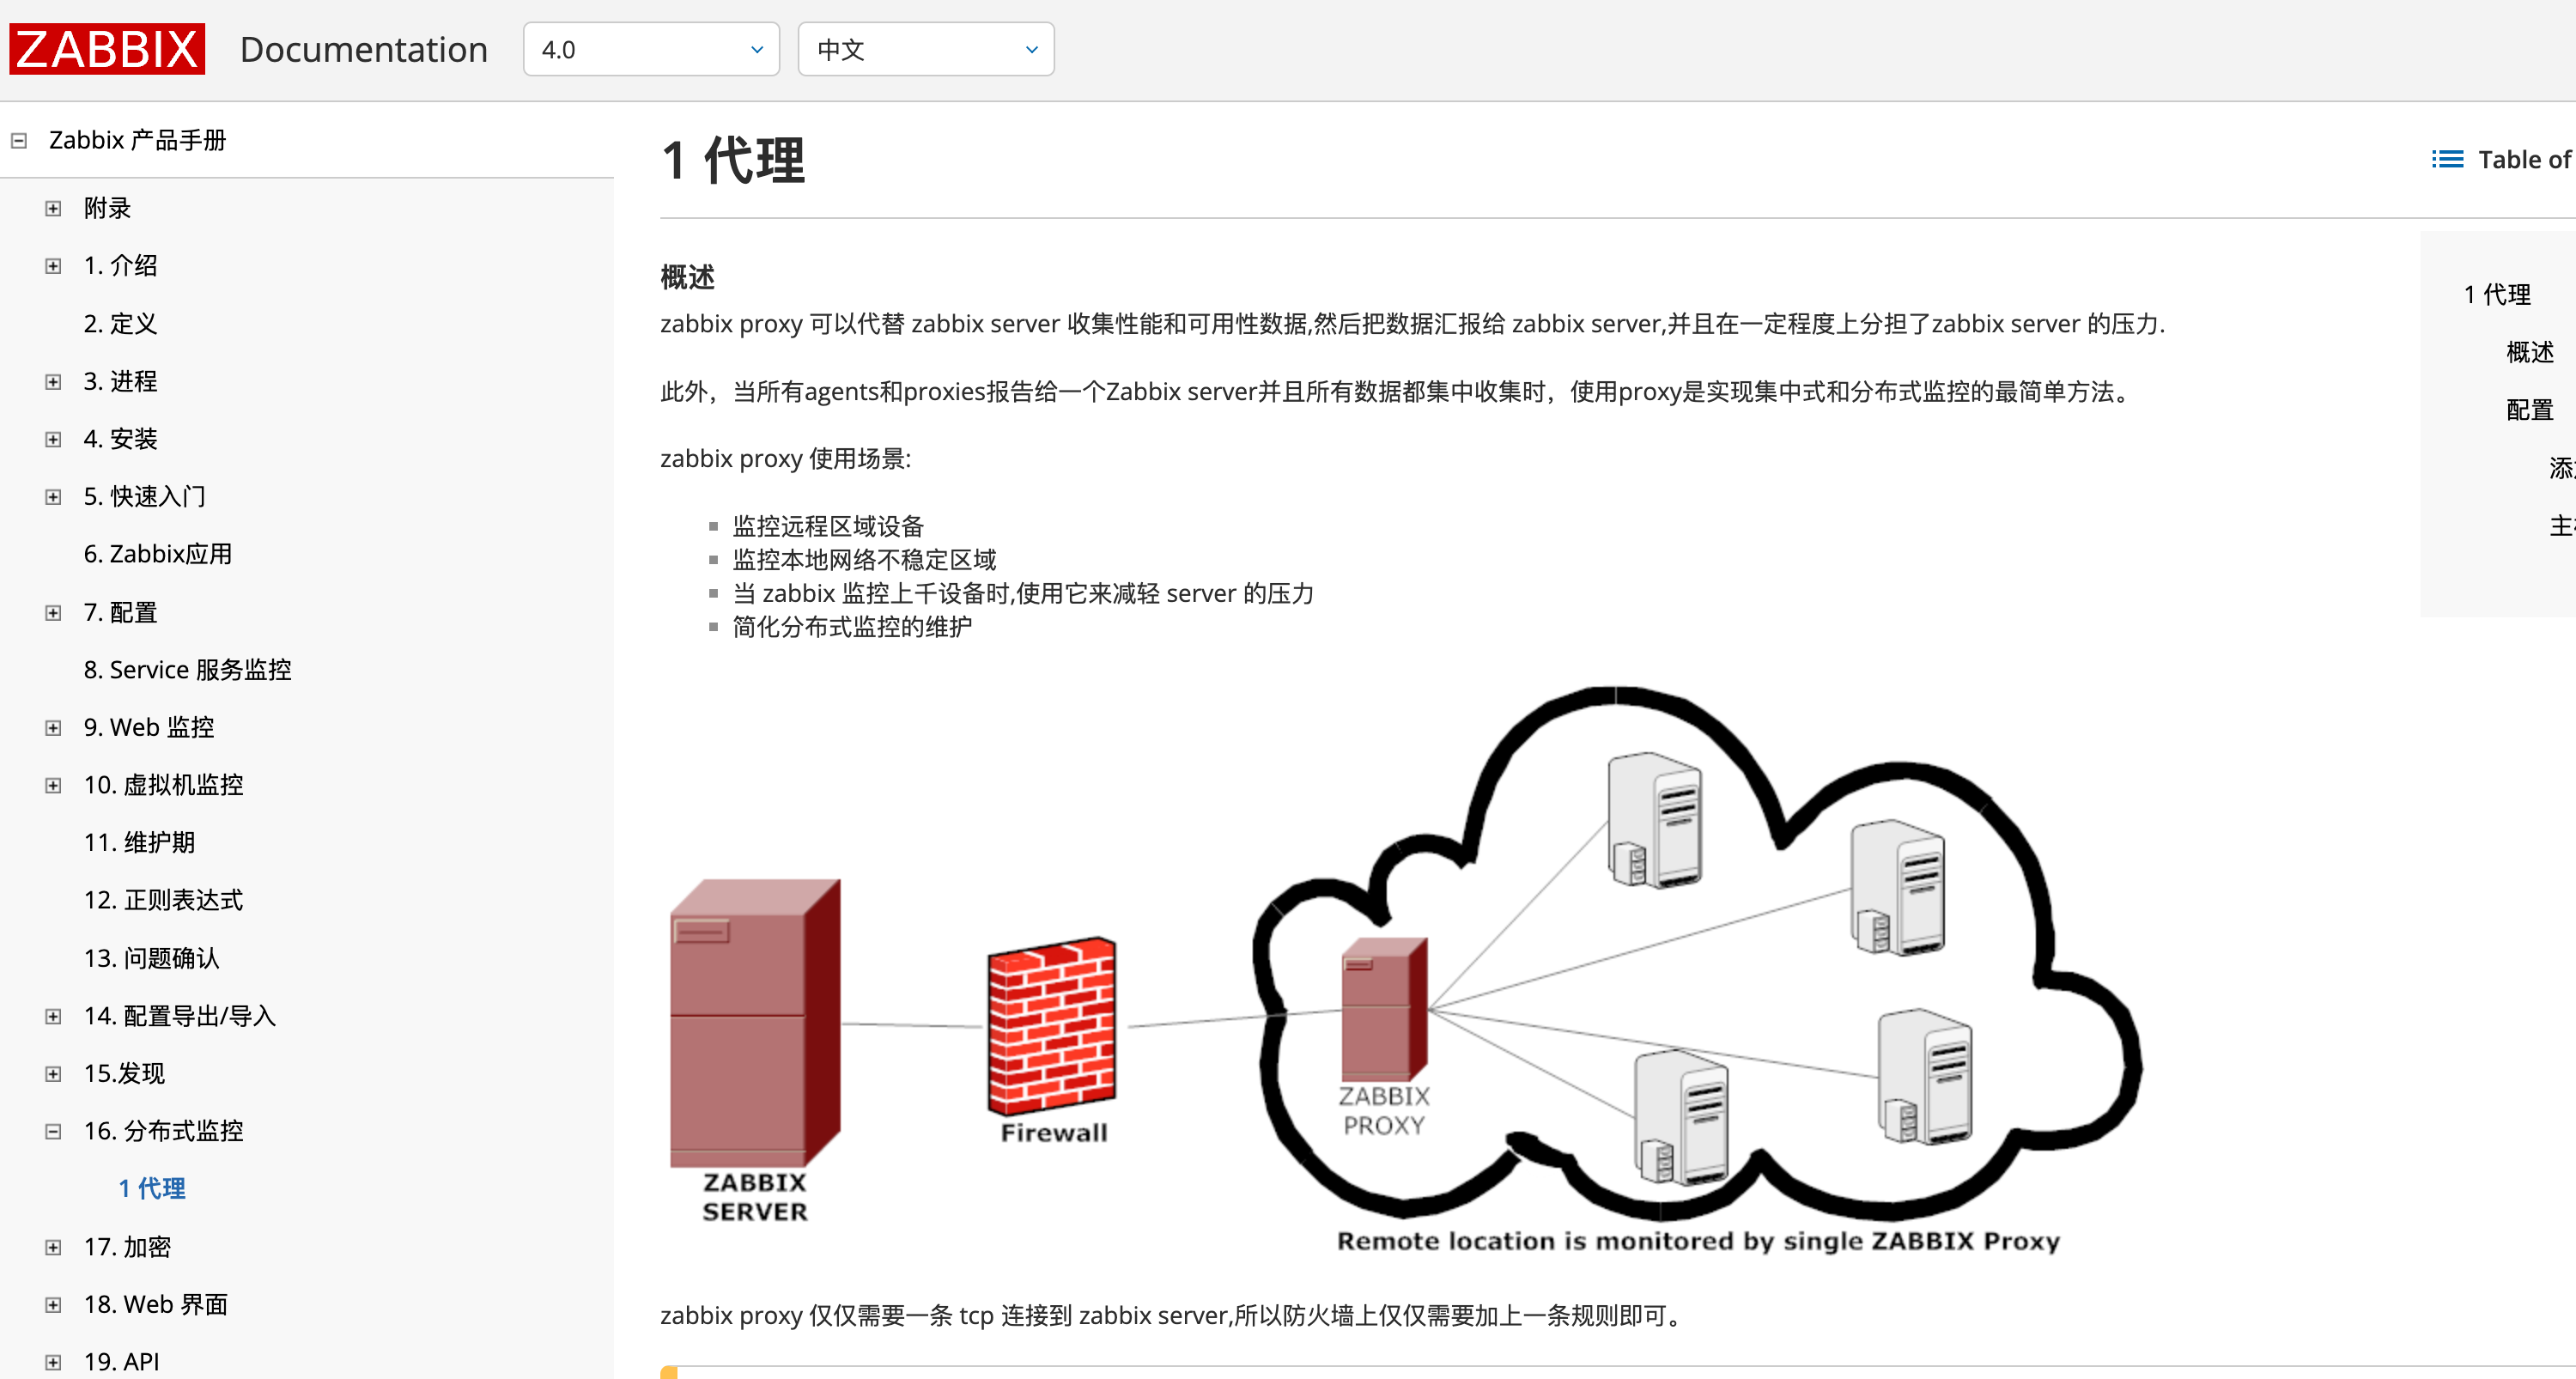 ZABBIX Documentation 4.0 中文
Zabbix 产品手册
附录
1. 介绍
2. 定义
3. 进程
4. 安装
5. 快速入门
6. Zabbix应用
7. 配置
8. Service 服务监控
9. Web 监控
10. 虚拟机监控
11. 维护期
12. 正则表达式
13. 问题确认
14. 配置导出/导入
15.发现
16. 分布式监控
1 代理
17. 加密
18. Web 界面
19. API
1 代理
概述
zabbix proxy 可以代替 zabbix server 收集性能和可用性数据,然后把数据汇报给 zabbix server,并且在一定程度上分担了zabbix server 的压力.
此外，当所有agents和proxies报告给一个Zabbix server并且所有数据都集中收集时，使用proxy是实现集中式和分布式监控的最简单方法。
zabbix proxy 使用场景:
监控远程区域设备
监控本地网络不稳定区域
当 zabbix 监控上千设备时,使用它来减轻 server 的压力
简化分布式监控的维护
ZABBIX
SERVER
Firewall
ZABBIX
PROXY
Remote location is monitored by single ZABBIX Proxy
zabbix proxy 仅仅需要一条 tcp 连接到 zabbix server,所以防火墙上仅仅需要加上一条规则即可。
Table of
1 代理
概述
配置
添
主